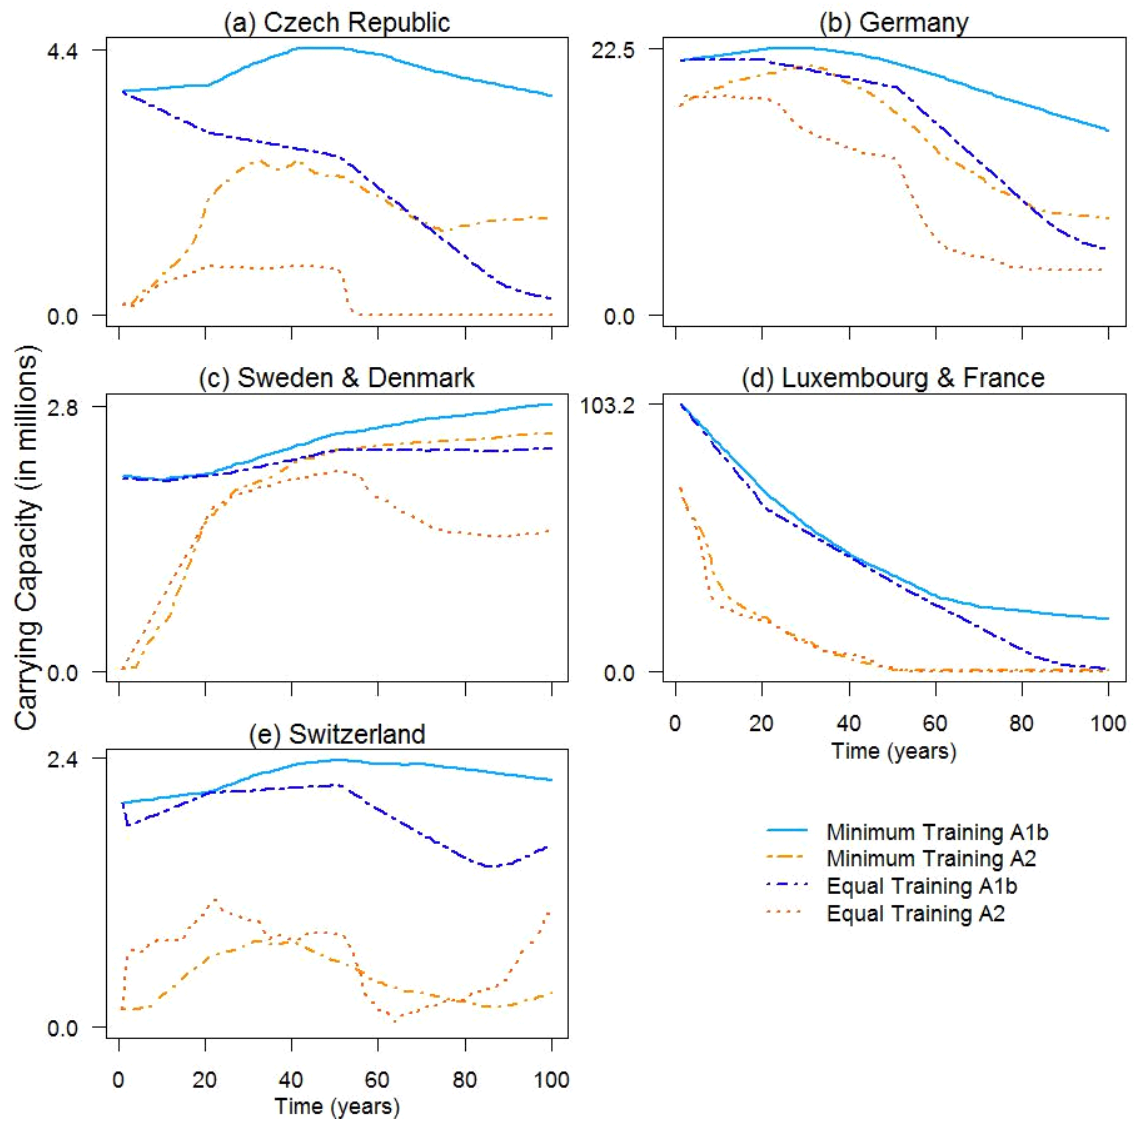 (a) Czech Republic
(b) Germany
4.4
0.0
22.5
0.0
Carrying Capacity (in millions)
(c) Sweden & Denmark
(d) Luxembourg & France
2.8
0.0
103.2
0.0
0 20 40 60 80 100
Time (years)
(e) Switzerland
2.4
0.0
0 20 40 60 80 100
Time (years)
Minimum Training A1b
Minimum Training A2
Equal Training A1b
Equal Training A2